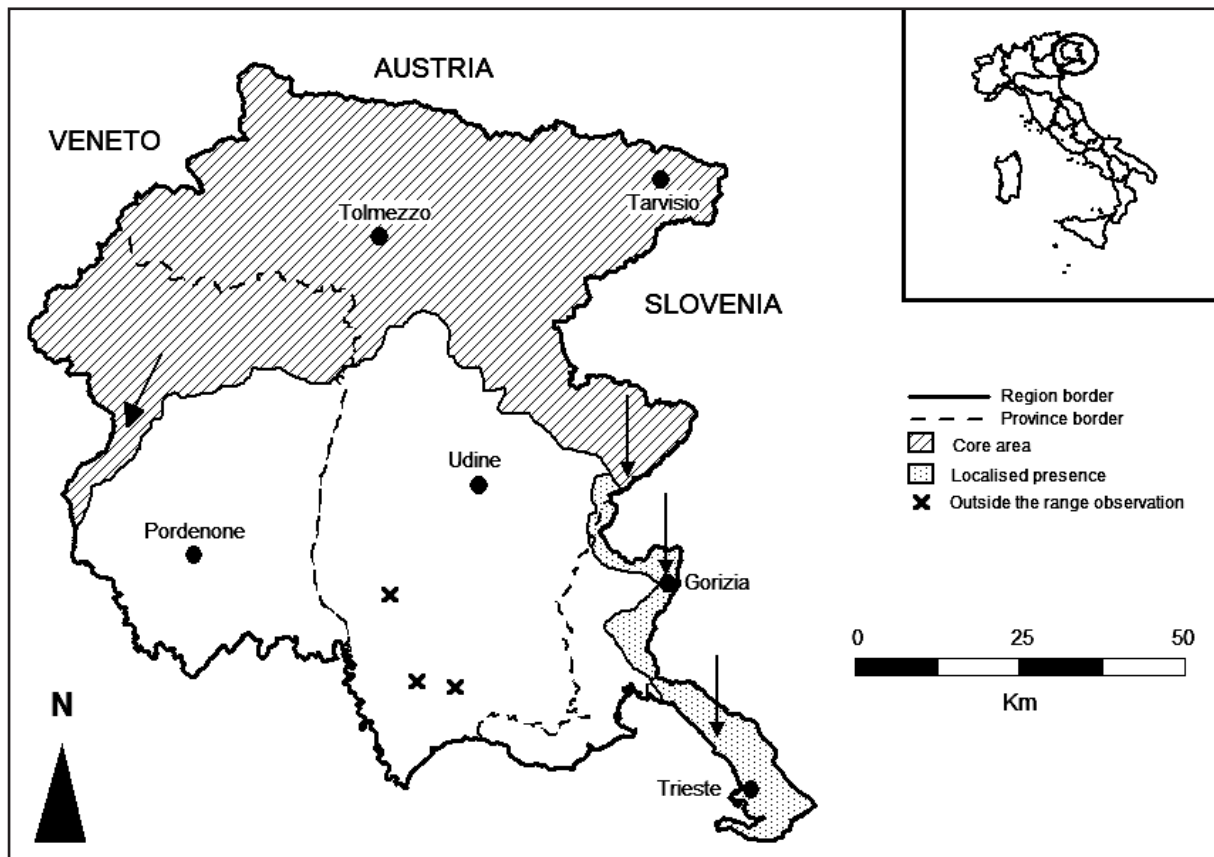 AUSTRIA
VENETO
Tarvisio
Tolmezzo
SLOVENIA
Region border
Province border
Core area
Localised presence
Outside the range observation
Udine
Pordenone
Gorizia
0 25 50
Km
N
Trieste